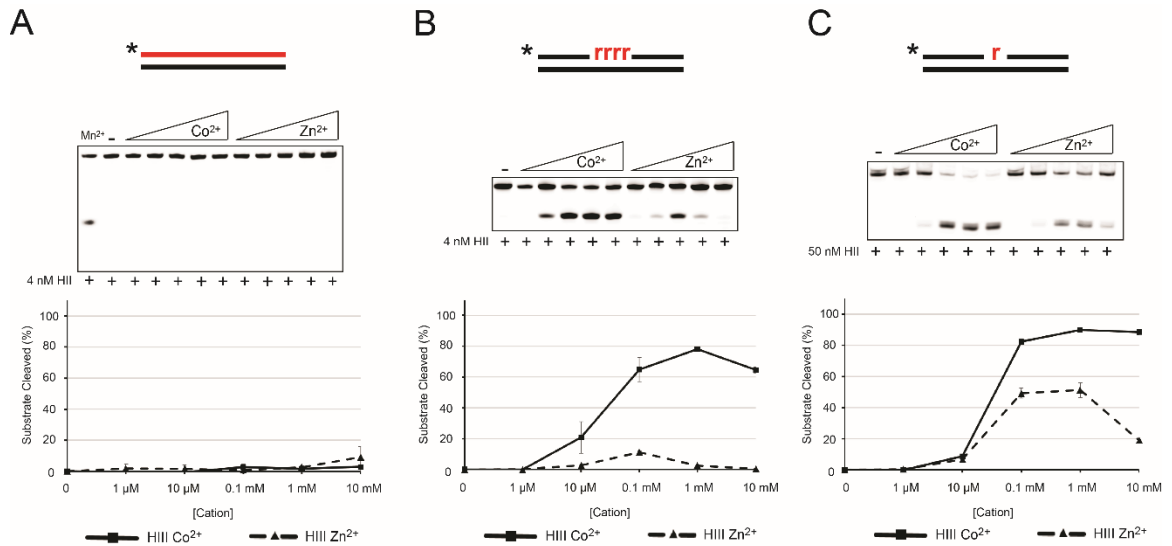 A
B
C
*
* rrrr
* r
Mn²⁺ - Co²⁺ Zn²⁺
- Co²⁺ Zn²⁺
- Co²⁺ Zn²⁺
4 nM HII + + + + + + + + + + + +
4 nM HII + + + + + + + + + + +
50 nM HII + + + + + + + + + + +
Substrate Cleaved (%)
100
80
60
40
20
0
0 1 µM 10 µM 0.1 mM 1 mM 10 mM
[Cation]
HIII Co²⁺ HIII Zn²⁺
Substrate Cleaved (%)
100
80
60
40
20
0
0 1 µM 10 µM 0.1 mM 1 mM 10 mM
[Cation]
HIII Co²⁺ HIII Zn²⁺
Substrate Cleaved (%)
100
80
60
40
20
0
0 1 µM 10 µM 0.1 mM 1 mM 10 mM
[Cation]
HIII Co²⁺ HIII Zn²⁺